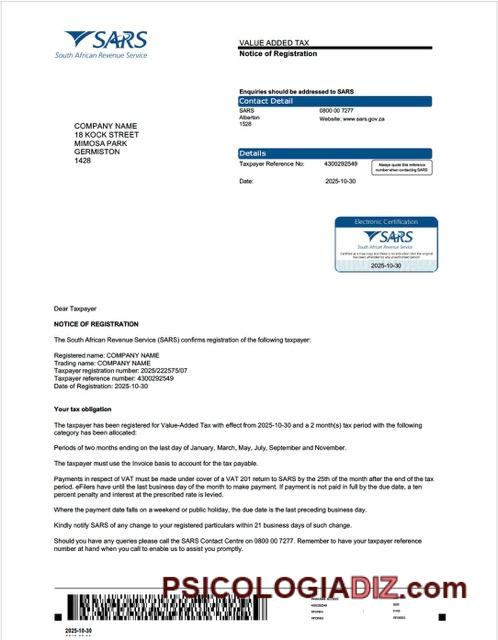 SARS
South African Revenue Service
VALUE ADDED TAX
Notice of Registration
Enquiries should be addressed to SARS
Contact Detail
SARS 0800 00 7277
Alberton Website: www.sars.gov.za
1528
COMPANY NAME
18 KOCK STREET
MIMOSA PARK
GERMISTON
1428
Details
Taxpayer Reference No: 4300292549
Always quote this reference
number when contacting SARS
Date: 2025-10-30
Electronic Certification
SARS
South African Revenue Service
2025-10-30
Dear Taxpayer
NOTICE OF REGISTRATION
The South African Revenue Service (SARS) confirms registration of the following taxpayer:
Registered name: COMPANY NAME
Trading name: COMPANY NAME
Taxpayer registration number: 2025/222575/07
Taxpayer reference number: 4300292549
Date of Registration: 2025-10-30
Your tax obligation
The taxpayer has been registered for Value-Added Tax with effect from 2025-10-30 and a 2 month(s) tax period with the following
category has been allocated:
Periods of two months ending on the last day of January, March, May, July, September and November.
The taxpayer must use the Invoice basis to account for the tax payable.
Payments in respect of VAT must be made under cover of a VAT 201 return to SARS by the 25th of the month after the end of the tax
period. eFilers have until the last business day of the month to make payment. If payment is not paid in full by the due date, a ten
percent penalty and interest at the prescribed rate is levied.
Where the payment date falls on a weekend or public holiday, the due date is the last preceding business day.
Kindly notify SARS of any change to your registered particulars within 21 business days of such change.
Should you have any queries please call the SARS Contact Centre on 0800 00 7277. Remember to have your taxpayer reference
number at hand when you call to enable us to assist you promptly.
PSICOLOGIADIZ.com
2025-10-30